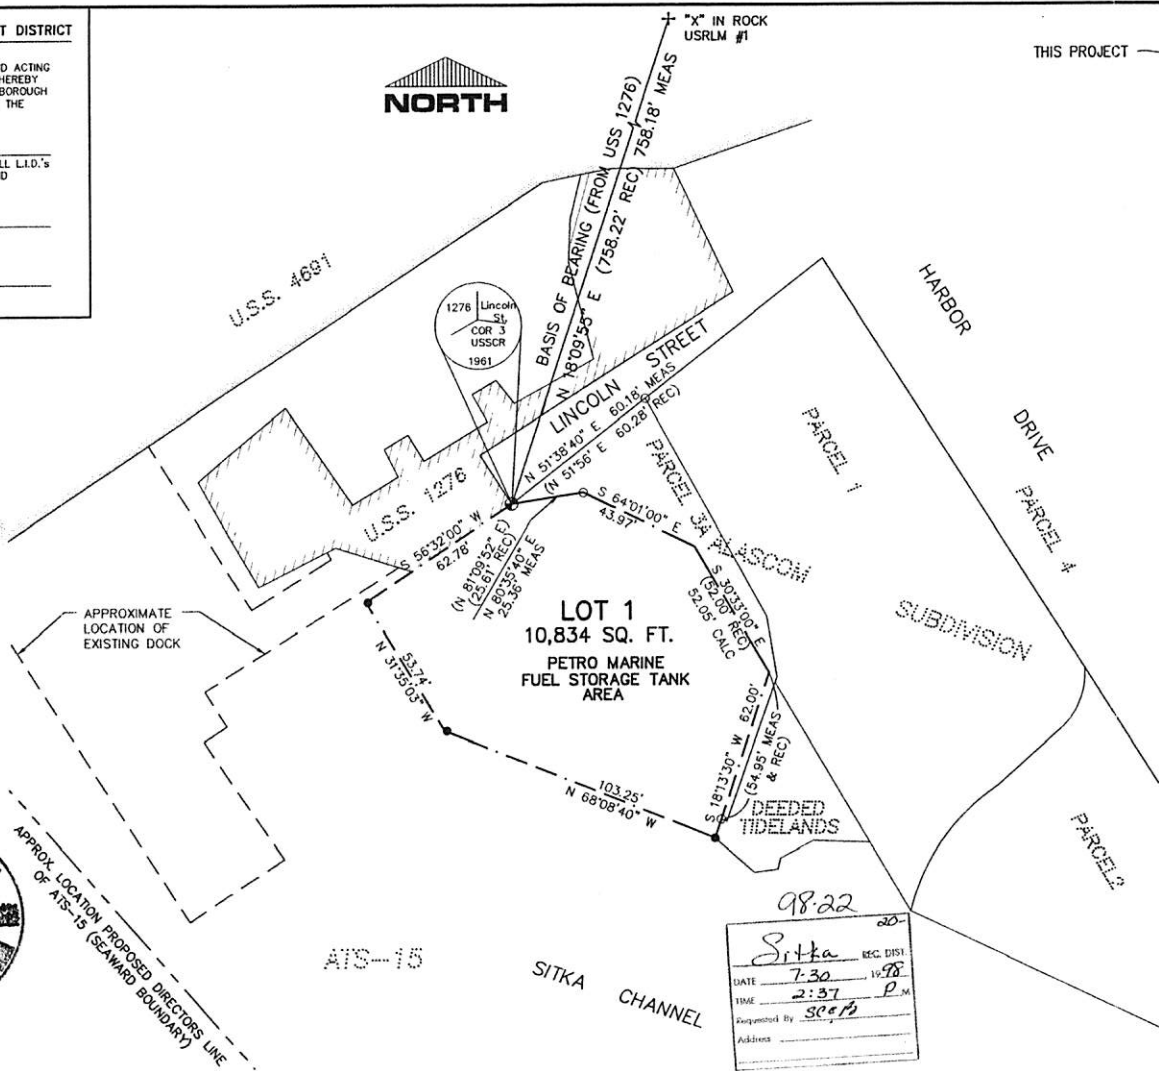 T DISTRICT
D ACTING
HEREBY
BOROUGH
THE
LL L.I.D.'s
D
NORTH
"X" IN ROCK
USRLM #1
THIS PROJECT
BASIS OF BEARING (FROM USS 1276)
N 18°09'55" E (758.22' REC) 758.18' MEAS
U.S.S. 4691
1276
Lincoln
St.
COR 3
USSCR
1961
LINCOLN STREET
N 51°38'40" E 60.18' MEAS
(N 51°56' E 60.28' REC)
HARBOR
DRIVE
PARCEL 1
PARCEL 4
PARCEL 3A
ALASCOM
SUBDIVISION
PARCEL 2
U.S.S. 1276
S 56°32'00" W
62.78'
(N 81°09'52" E)
(25.61' REC)
N 80°35'40" E
25.36' MEAS
S 64°01'00" E
43.97'
S 30°33'00" E
(52.00' REC)
52.05' CALC
LOT 1
10,834 SQ. FT.
PETRO MARINE
FUEL STORAGE TANK
AREA
APPROXIMATE
LOCATION OF
EXISTING DOCK
53.74'
N 31°35'03" W
103.25'
N 68°08'40" W
S 18°13'30" W 62.00'
(54.95' MEAS
& REC)
DEEDED
TIDELANDS
APPROX. LOCATION PROPOSED DIRECTORS LINE
OF ATS-15 (SEAWARD BOUNDARY)
ATS-15
SITKA CHANNEL
98-22
20-
Sitka REC. DIST.
DATE 7-30 1998
TIME 2:37 P M
Requested By
Address